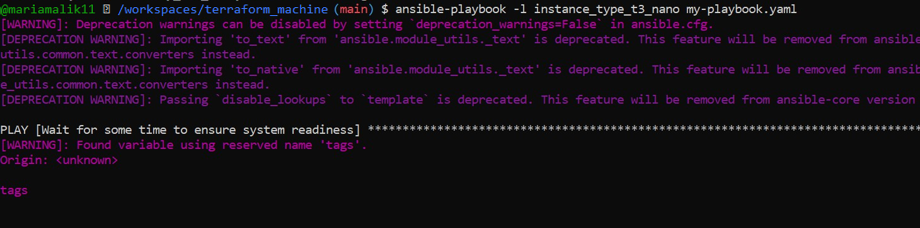 @mariamalik11 /workspaces/terraform_machine (main) $ ansible-playbook -l instance_type_t3_nano my-playbook.yaml
[WARNING]: Deprecation warnings can be disabled by setting `deprecation_warnings=False` in ansible.cfg.
[DEPRECATION WARNING]: Importing 'to_text' from 'ansible.module_utils._text' is deprecated. This feature will be removed from ansible
utils.common.text.converters instead.
[DEPRECATION WARNING]: Importing 'to_native' from 'ansible.module_utils._text' is deprecated. This feature will be removed from ansib
e_utils.common.text.converters instead.
[DEPRECATION WARNING]: Passing `disable_lookups` to `template` is deprecated. This feature will be removed from ansible-core version
PLAY [Wait for some time to ensure system readiness] ******************************************************************************
[WARNING]: Found variable using reserved name 'tags'.
Origin: <unknown>
tags